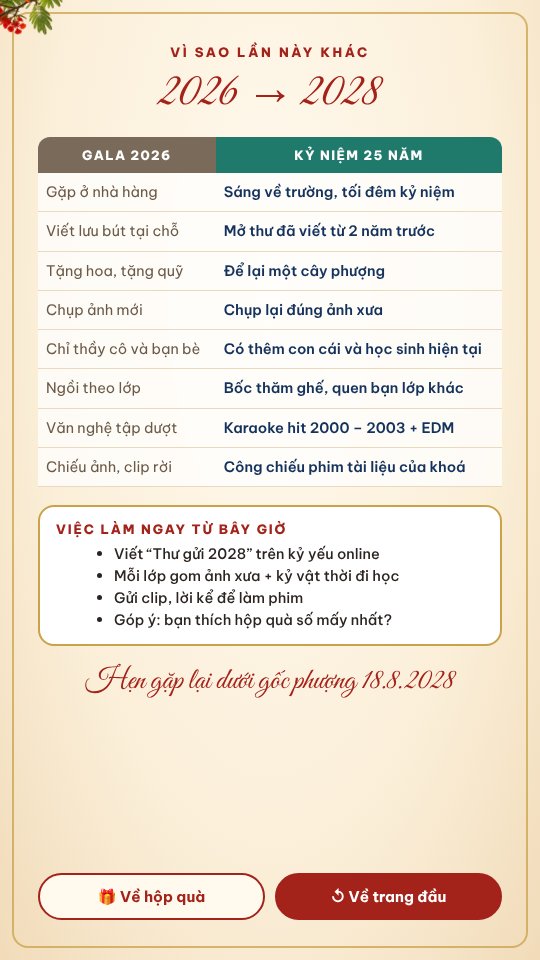 VÌ SAO LẦN NÀY KHÁC
2026 → 2028
GALA 2026 KỶ NIỆM 25 NĂM
Gặp ở nhà hàng Sáng về trường, tối đêm kỷ niệm
Viết lưu bút tại chỗ Mở thư đã viết từ 2 năm trước
Tặng hoa, tặng quỹ Để lại một cây phượng
Chụp ảnh mới Chụp lại đúng ảnh xưa
Chỉ thầy cô và bạn bè Có thêm con cái và học sinh hiện tại
Ngồi theo lớp Bốc thăm ghế, quen bạn lớp khác
Văn nghệ tập dượt Karaoke hit 2000 – 2003 + EDM
Chiếu ảnh, clip rời Công chiếu phim tài liệu của khoá
VIỆC LÀM NGAY TỪ BÂY GIỜ
• Viết “Thư gửi 2028” trên kỷ yếu online
• Mỗi lớp gom ảnh xưa + kỷ vật thời đi học
• Gửi clip, lời kể để làm phim
• Góp ý: bạn thích hộp quà số mấy nhất?
Hẹn gặp lại dưới gốc phượng 18.8.2028
🎁 Về hộp quà
↺ Về trang đầu